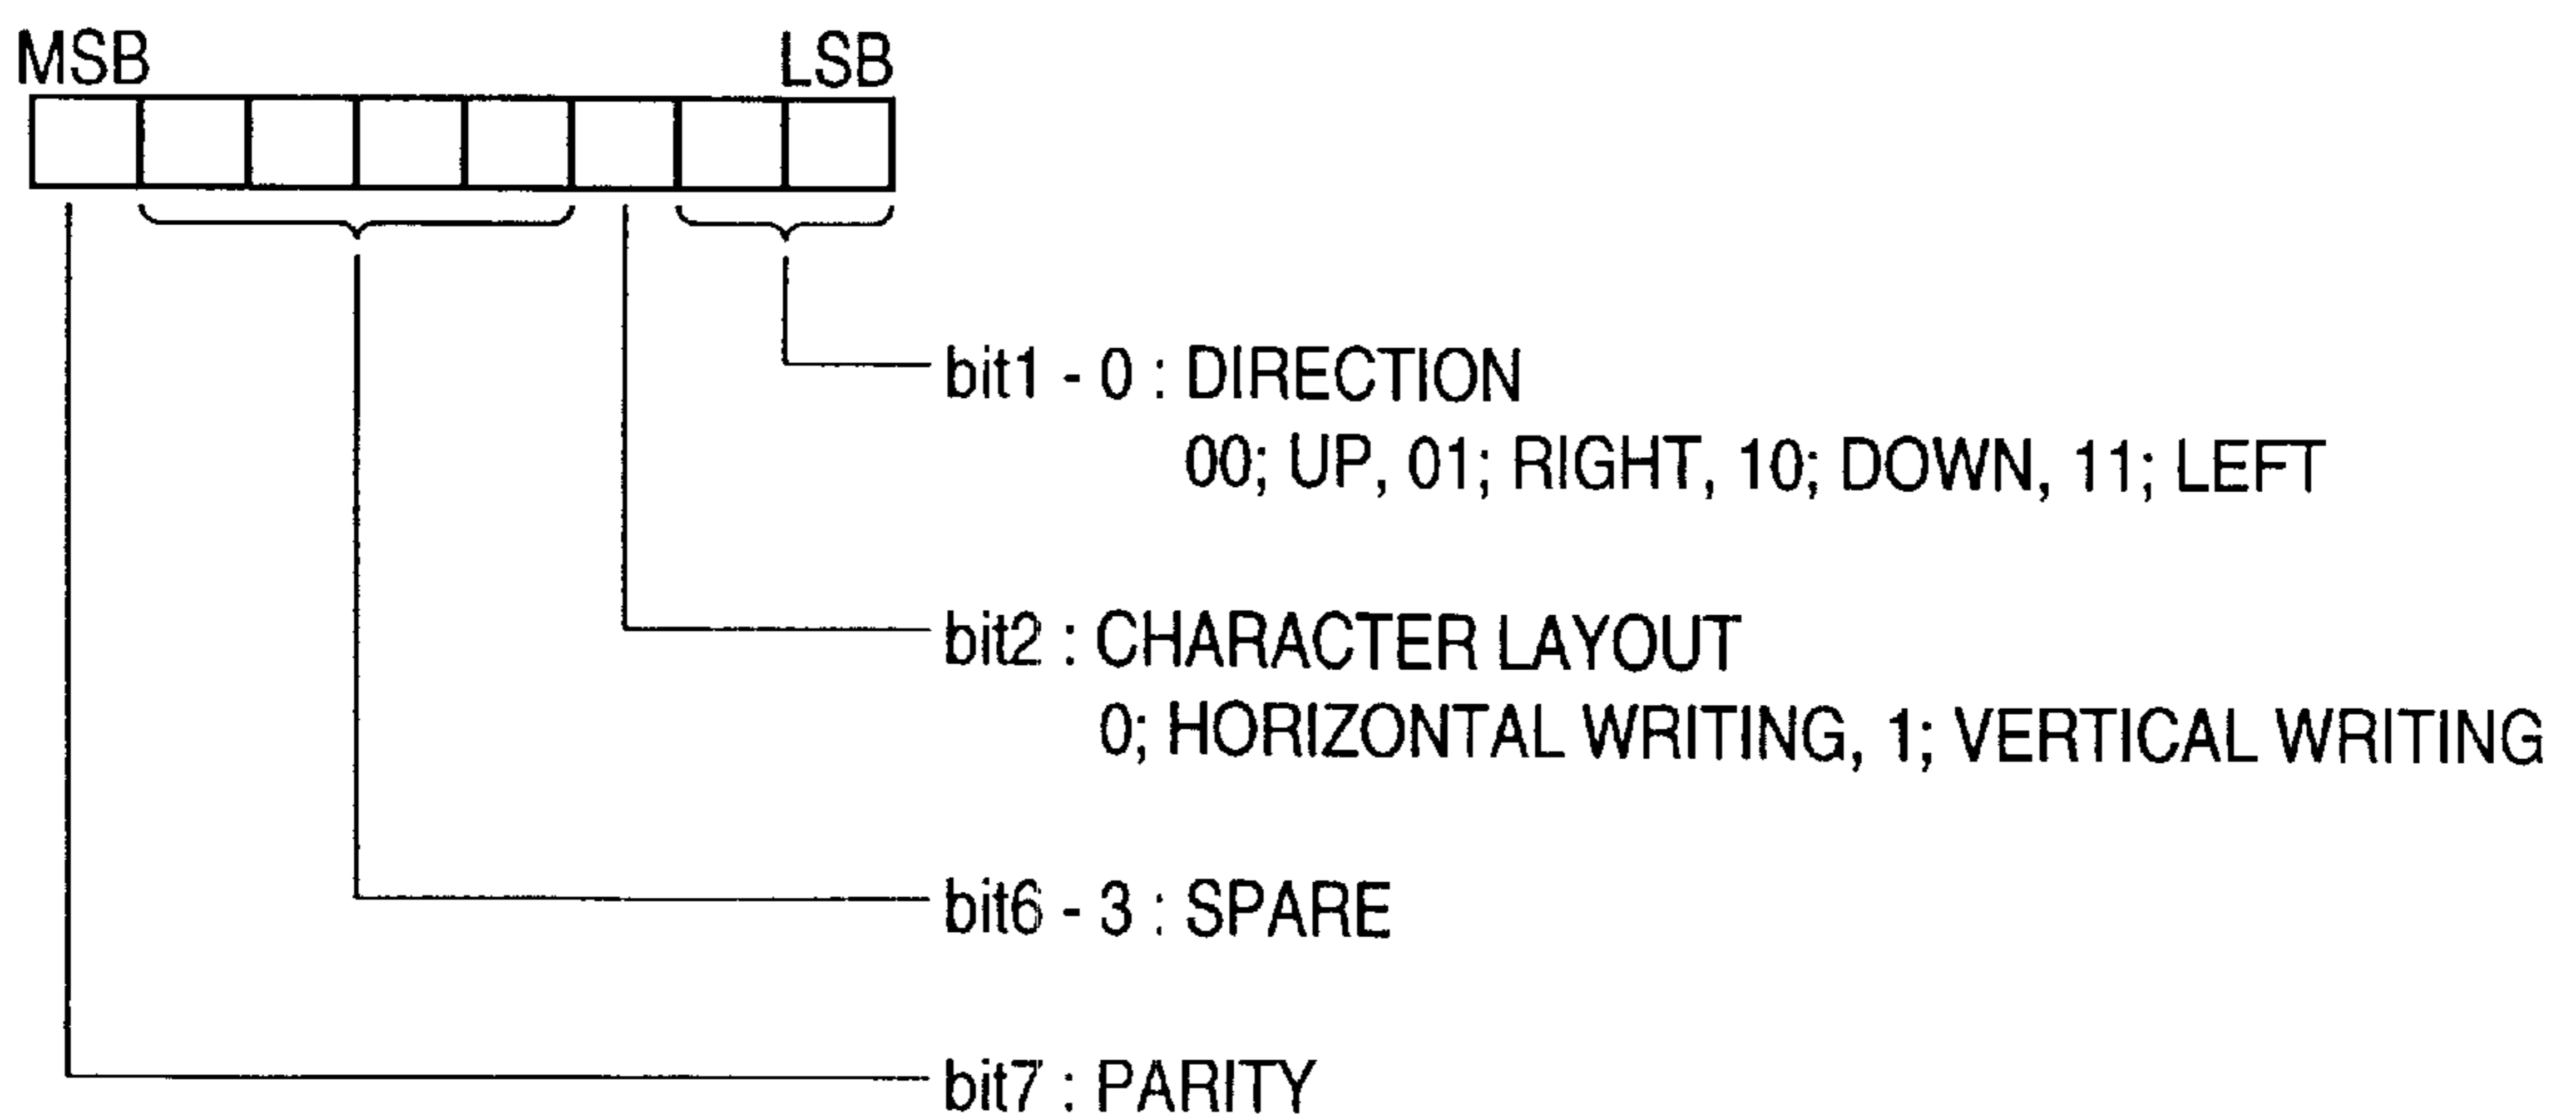 MSB LSB
bit1 - 0 : DIRECTION
00; UP, 01; RIGHT, 10; DOWN, 11; LEFT
bit2 : CHARACTER LAYOUT
0; HORIZONTAL WRITING, 1; VERTICAL WRITING
bit6 - 3 : SPARE
bit7 : PARITY